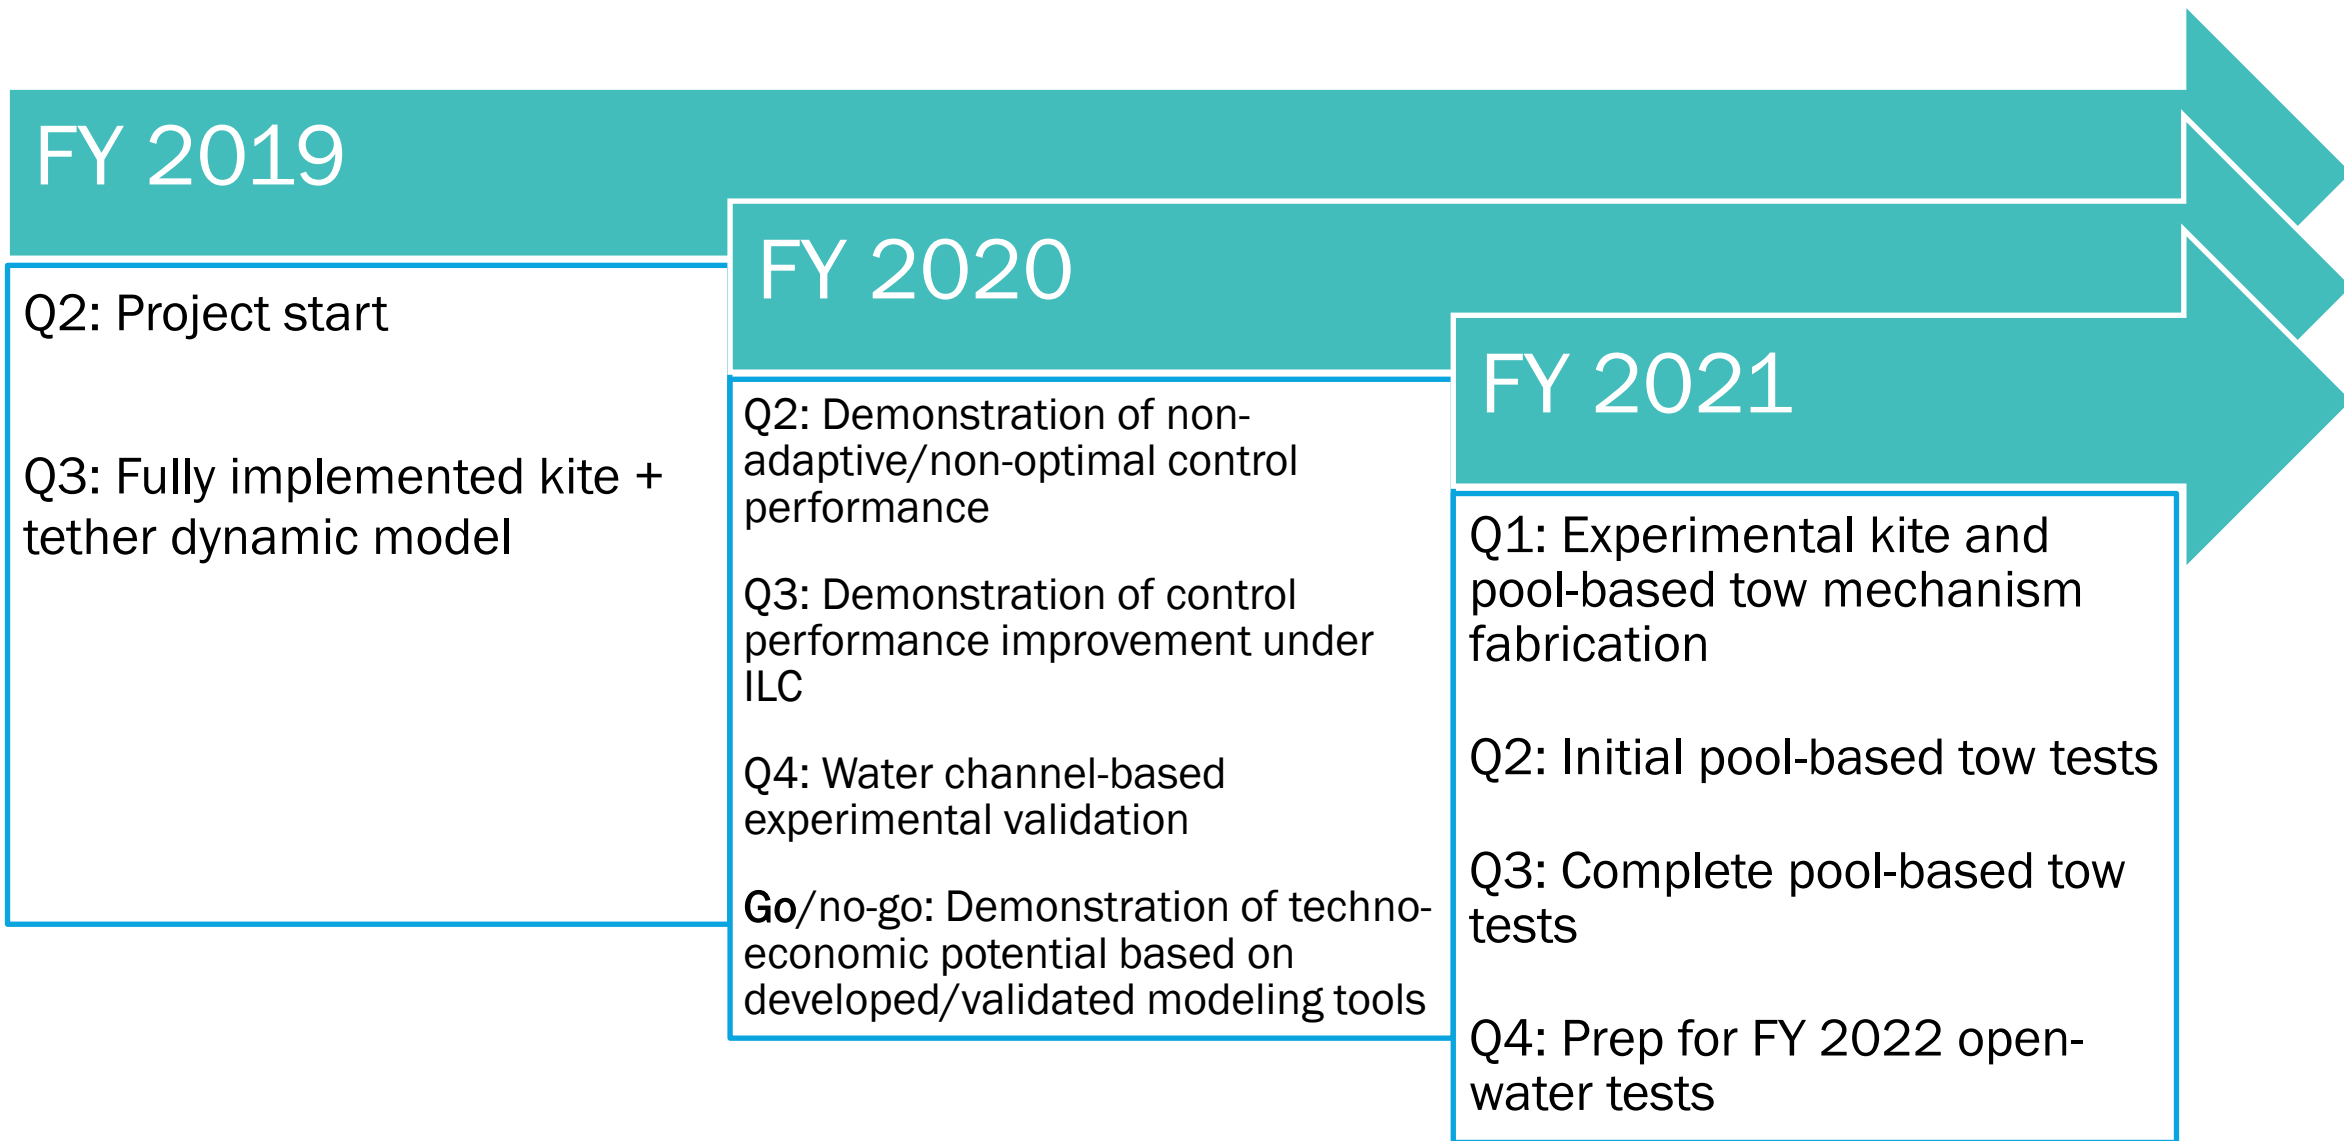 FY 2019
Q2: Project start
Q3: Fully implemented kite +
tether dynamic model
FY 2020
Q2: Demonstration of non-
adaptive/non-optimal control
performance
Q3: Demonstration of control
performance improvement under
ILC
Q4: Water channel-based
experimental validation
Go/no-go: Demonstration of techno-
economic potential based on
developed/validated modeling tools
FY 2021
Q1: Experimental kite and
pool-based tow mechanism
fabrication
Q2: Initial pool-based tow tests
Q3: Complete pool-based tow
tests
Q4: Prep for FY 2022 open-
water tests